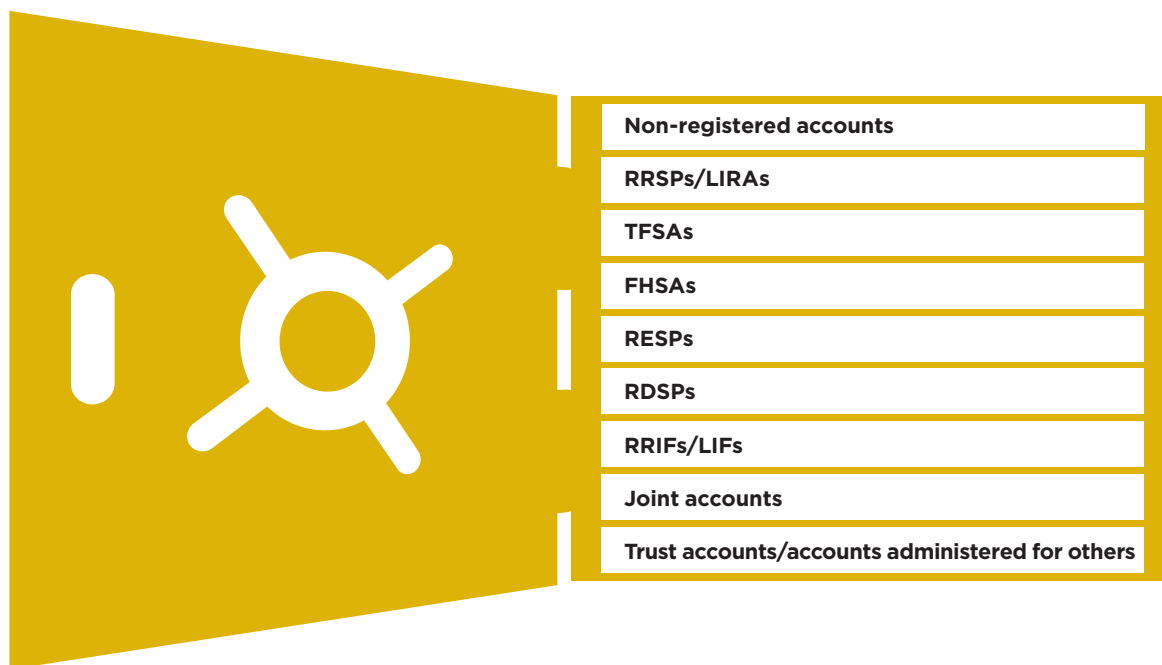 Non-registered accounts
RRSPs/LIRAs
TFSAs
FHSAs
RESPs
RDSPs
RRIFs/LIFs
Joint accounts
Trust accounts/accounts administered for others